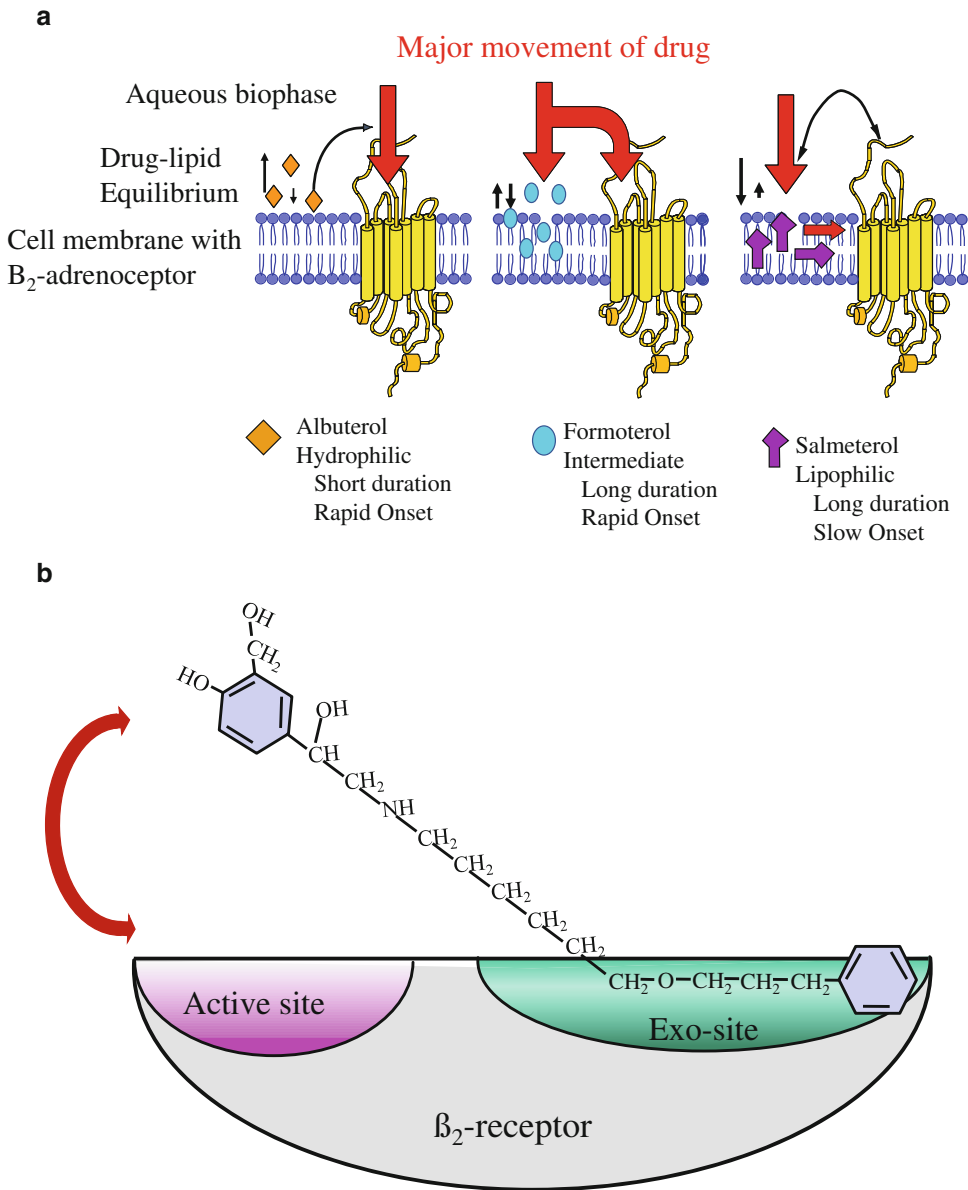 a
Major movement of drug
Aqueous biophase
Drug-lipid
Equilibrium
Cell membrane with
B₂-adrenoceptor
Albuterol
Hydrophilic
Short duration
Rapid Onset
Formoterol
Intermediate
Long duration
Rapid Onset
Salmeterol
Lipophilic
Long duration
Slow Onset
b
OH
CH₂
HO
OH
CH
CH₂
NH
CH₂
CH₂
CH₂
CH₂
CH₂
CH₂–O–CH₂–CH₂–CH₂
Active site
Exo-site
ß₂-receptor